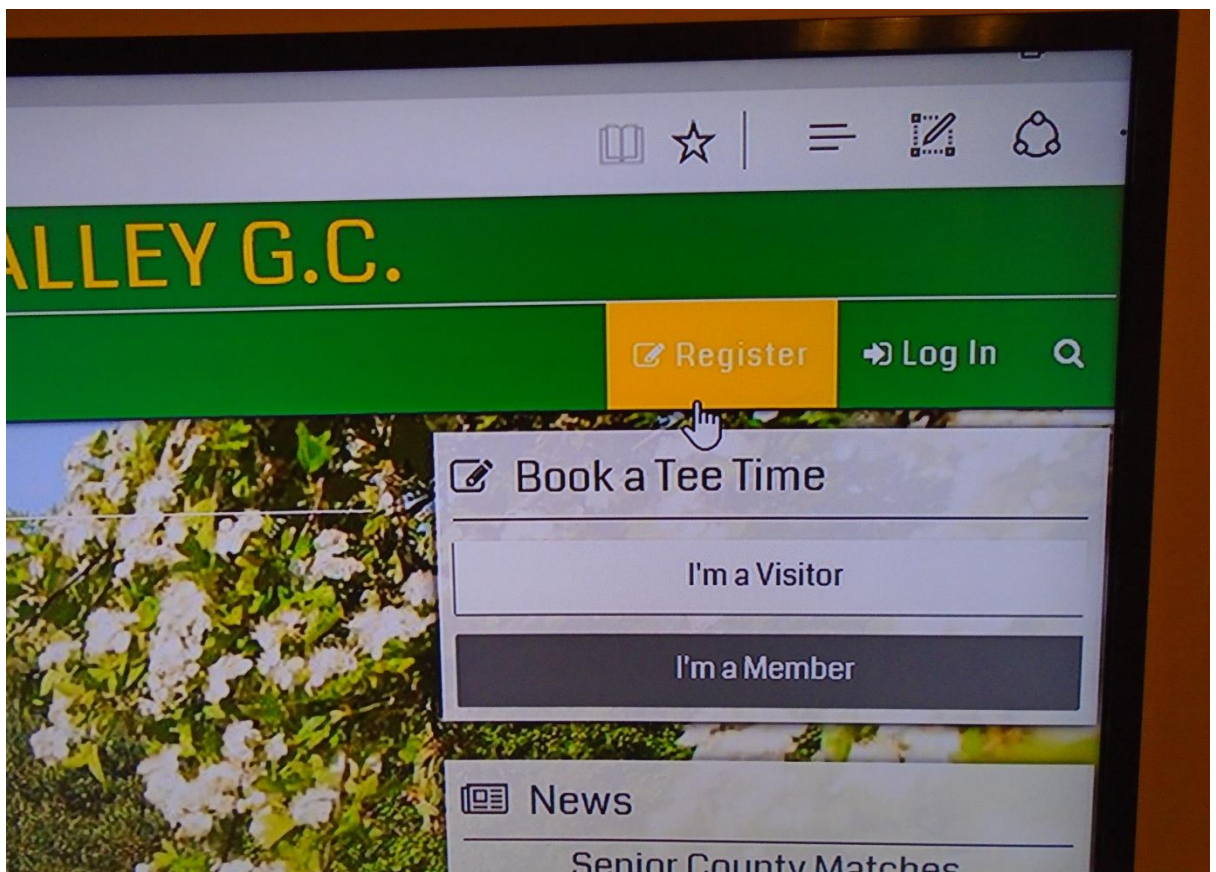 ALLEY G.C.
Register Log In
Book a Tee Time
I'm a Visitor
I'm a Member
News
Senior County Matches